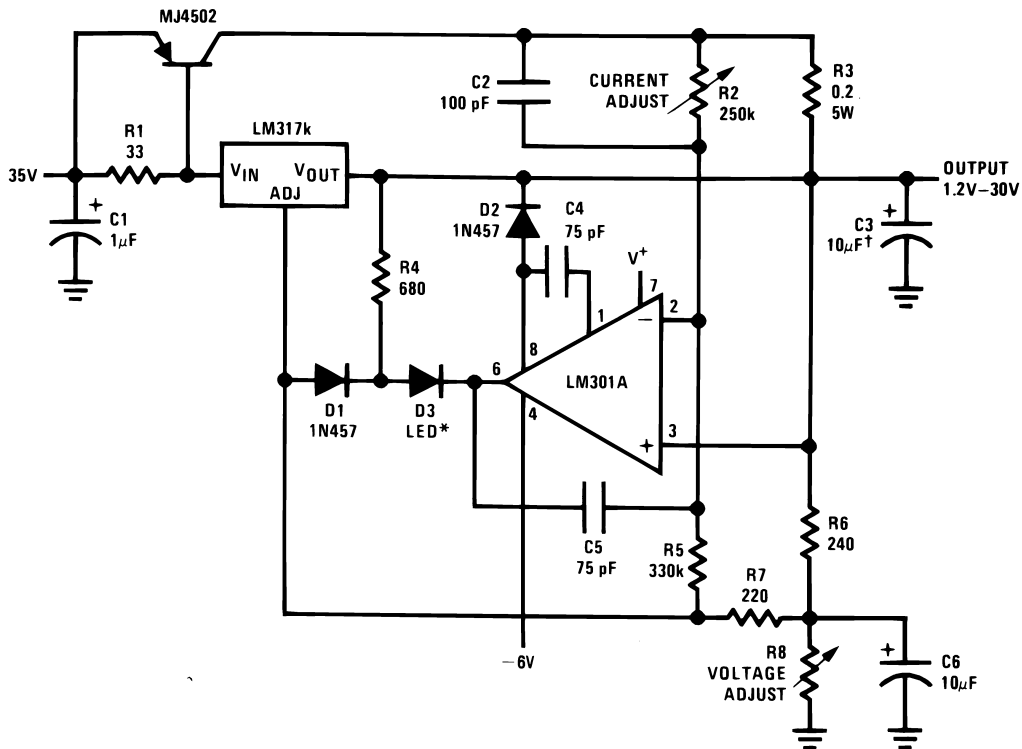 MJ4502
C2
100 pF
CURRENT
ADJUST
R2
250k
R3
0.2
5W
R1
33
LM317k
35V
VIN
VOUT
ADJ
OUTPUT
1.2V–30V
+
C1
1μF
D2
1N457
C4
75 pF
+
C3
10μF†
R4
680
V+
7
1
2
−
8
6
LM301A
4
3
+
D1
1N457
D3
LED*
C5
75 pF
R5
330k
R6
240
R7
220
−6V
R8
VOLTAGE
ADJUST
+
C6
10μF